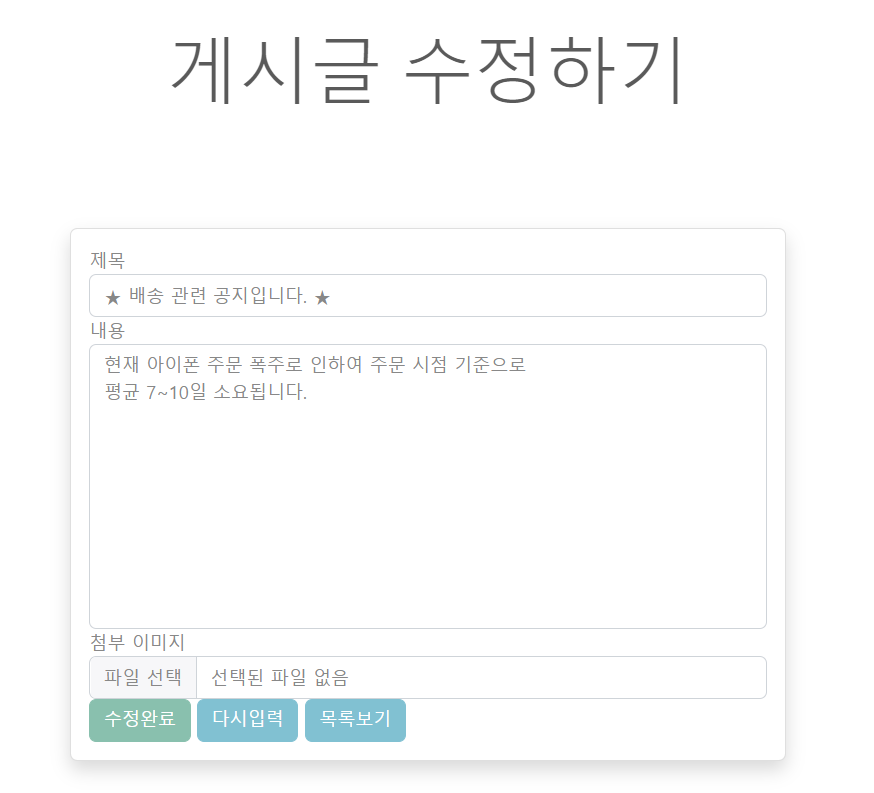 게시글 수정하기
제목
★ 배송 관련 공지입니다. ★
내용
현재 아이폰 주문 폭주로 인하여 주문 시점 기준으로
평균 7~10일 소요됩니다.
첨부 이미지
파일 선택 선택된 파일 없음
수정완료 다시입력 목록보기